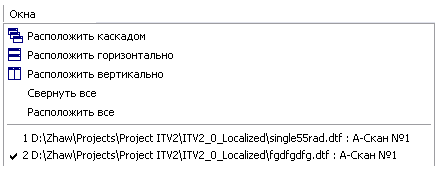 Окна
Расположить каскадом
Расположить горизонтально
Расположить вертикально
Свернуть все
Расположить все
1 D:\Zhaw\Projects\Project ITV2\ITV2_0_Localized\single55rad.dtf : А-Скан №1
2 D:\Zhaw\Projects\Project ITV2\ITV2_0_Localized\fgdfgdfg.dtf : А-Скан №1